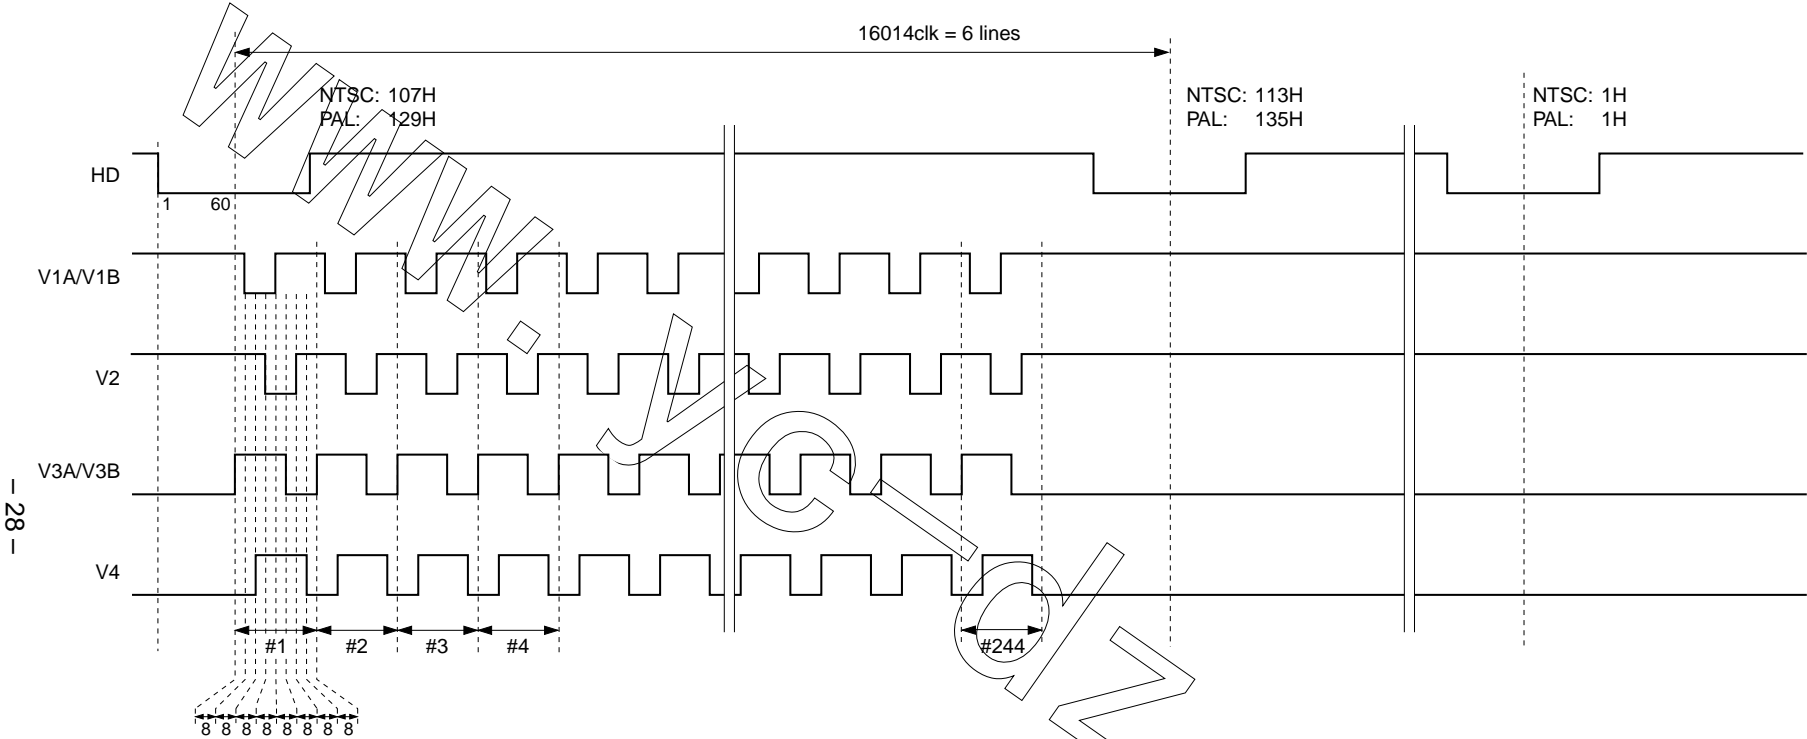 16014clk = 6 lines
NTSC: 107H
PAL: 129H
NTSC: 113H
PAL: 135H
NTSC: 1H
PAL: 1H
HD
1 60
V1A/V1B
V2
V3A/V3B
V4
#1 #2 #3 #4 #244
8 8 8 8 8 8 8 8
– 28 –
www.yc-dz